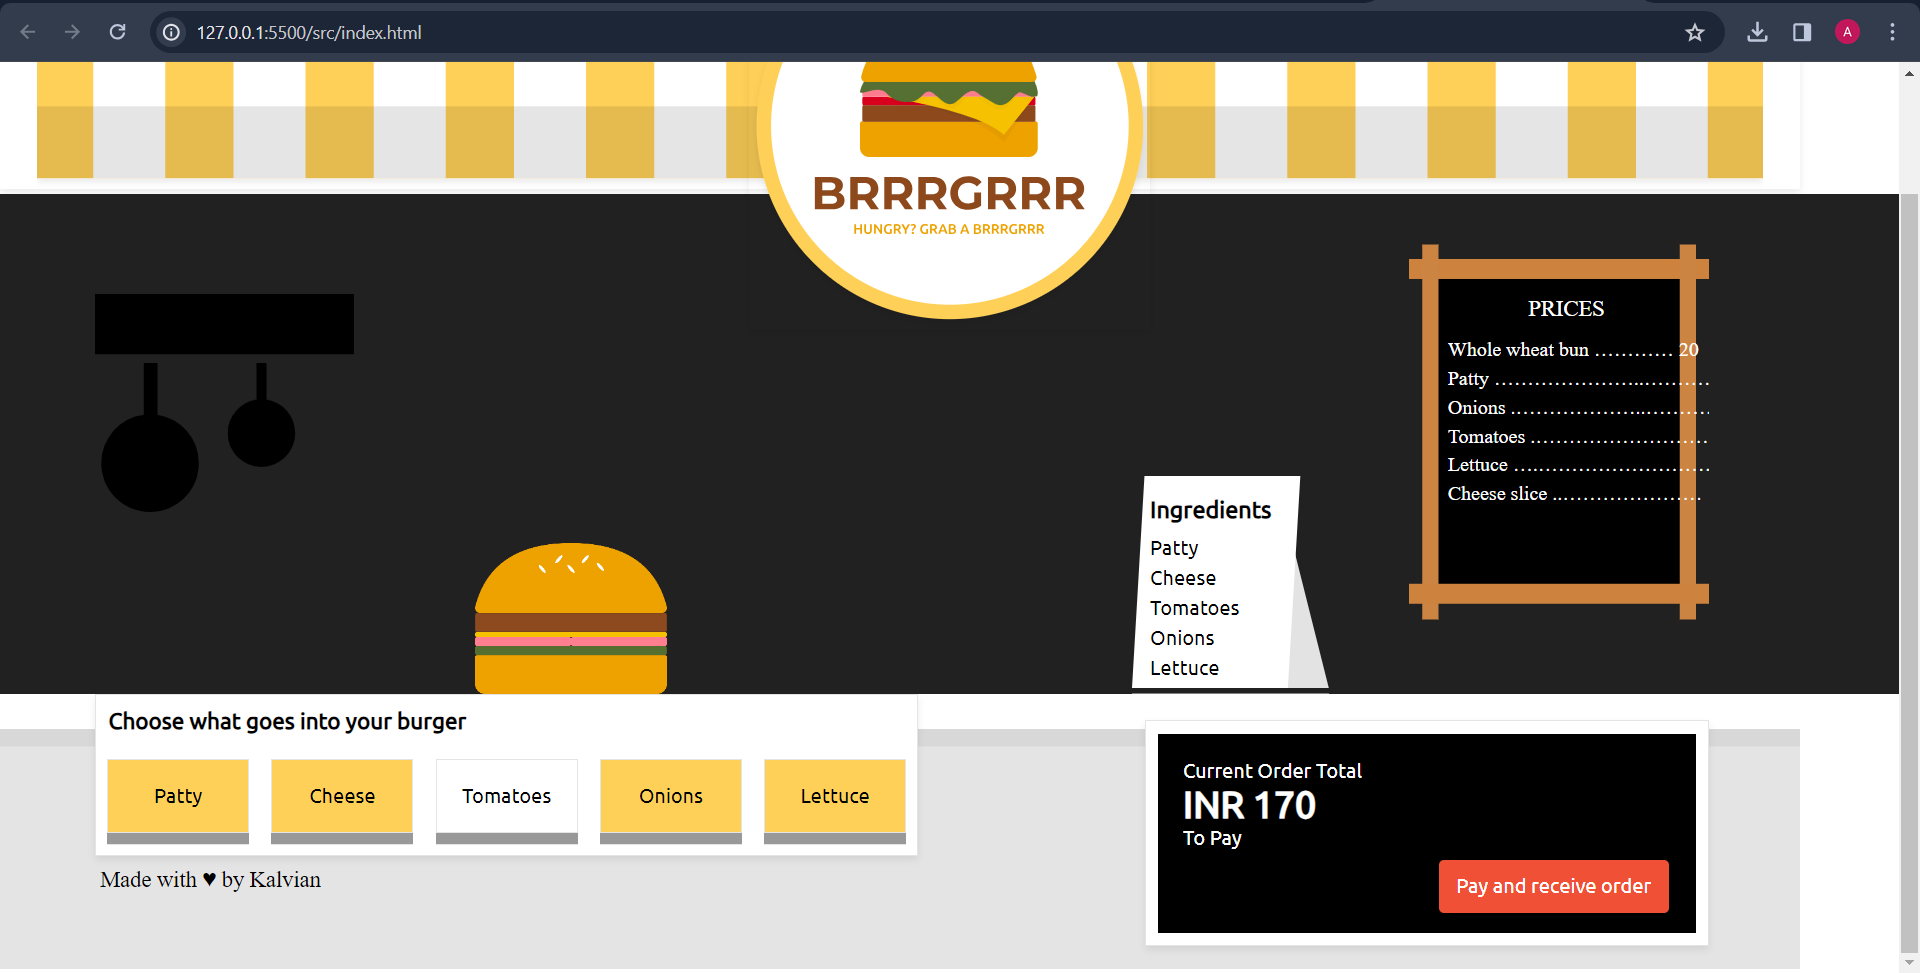 127.0.0.1:5500/src/index.html
A
BRRRGRRR
HUNGRY? GRAB A BRRRGRRR
PRICES
Whole wheat bun ………… 20
Patty …………………..………
Onions .………………..……….
Tomatoes .………………………
Lettuce ….………………………
Cheese slice ..………………….
Ingredients
Patty
Cheese
Tomatoes
Onions
Lettuce
Choose what goes into your burger
Patty Cheese Tomatoes Onions Lettuce
Made with ♥ by Kalvian
Current Order Total
INR 170
To Pay
Pay and receive order